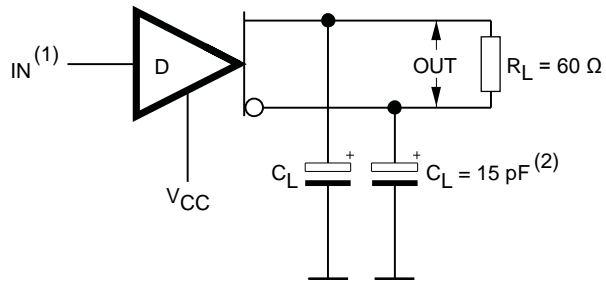 IN (1)
D
VCC
OUT
RL = 60 Ω
+
CL
+
CL = 15 pF (2)